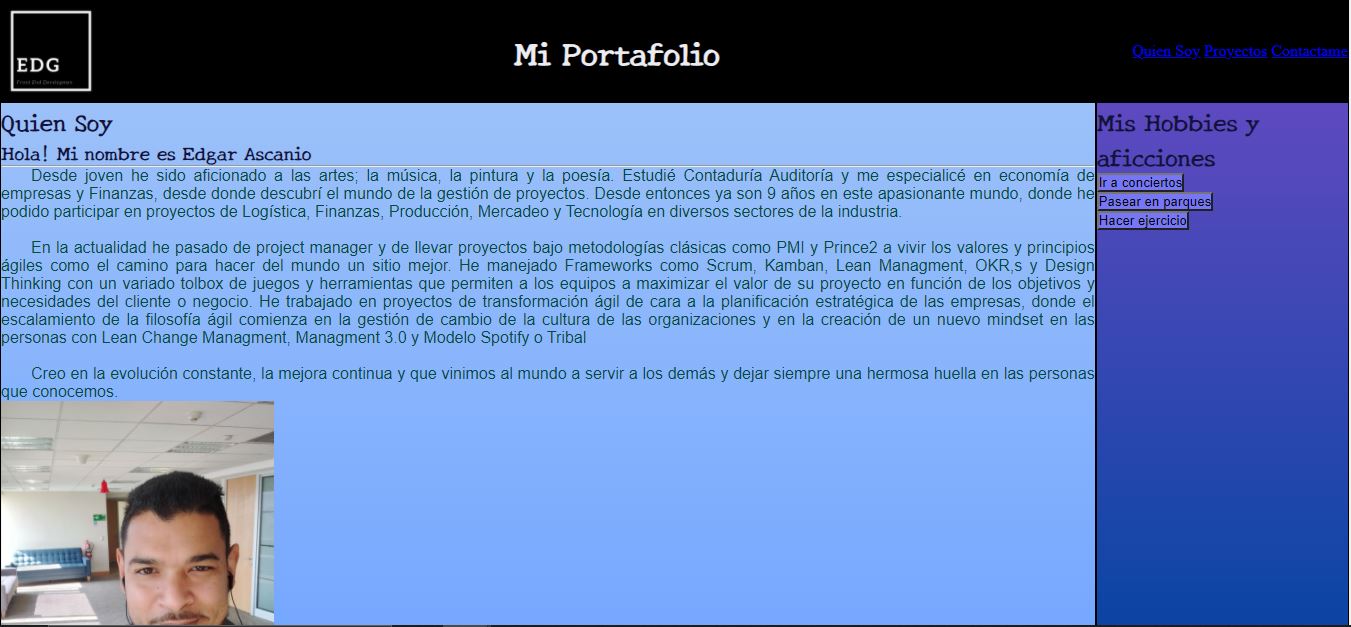 EDG
Front End Developer
Mi Portafolio
Quien Soy Proyectos Contactame
Quien Soy
Hola! Mi nombre es Edgar Ascanio
Desde joven he sido aficionado a las artes; la música, la pintura y la poesía. Estudié Contaduría Auditoría y me especialicé en economía de
empresas y Finanzas, desde donde descubrí el mundo de la gestión de proyectos. Desde entonces ya son 9 años en este apasionante mundo, donde he
podido participar en proyectos de Logística, Finanzas, Producción, Mercadeo y Tecnología en diversos sectores de la industria.
En la actualidad he pasado de project manager y de llevar proyectos bajo metodologías clásicas como PMI y Prince2 a vivir los valores y principios
ágiles como el camino para hacer del mundo un sitio mejor. He manejado Frameworks como Scrum, Kamban, Lean Managment, OKR,s y Design
Thinking con un variado tolbox de juegos y herramientas que permiten a los equipos a maximizar el valor de su proyecto en función de los objetivos y
necesidades del cliente o negocio. He trabajado en proyectos de transformación ágil de cara a la planificación estratégica de las empresas, donde el
escalamiento de la filosofía ágil comienza en la gestión de cambio de la cultura de las organizaciones y en la creación de un nuevo mindset en las
personas con Lean Change Managment, Managment 3.0 y Modelo Spotify o Tribal
Creo en la evolución constante, la mejora continua y que vinimos al mundo a servir a los demás y dejar siempre una hermosa huella en las personas
que conocemos.
Mis Hobbies y
aficciones
Ir a conciertos
Pasear en parques
Hacer ejercicio